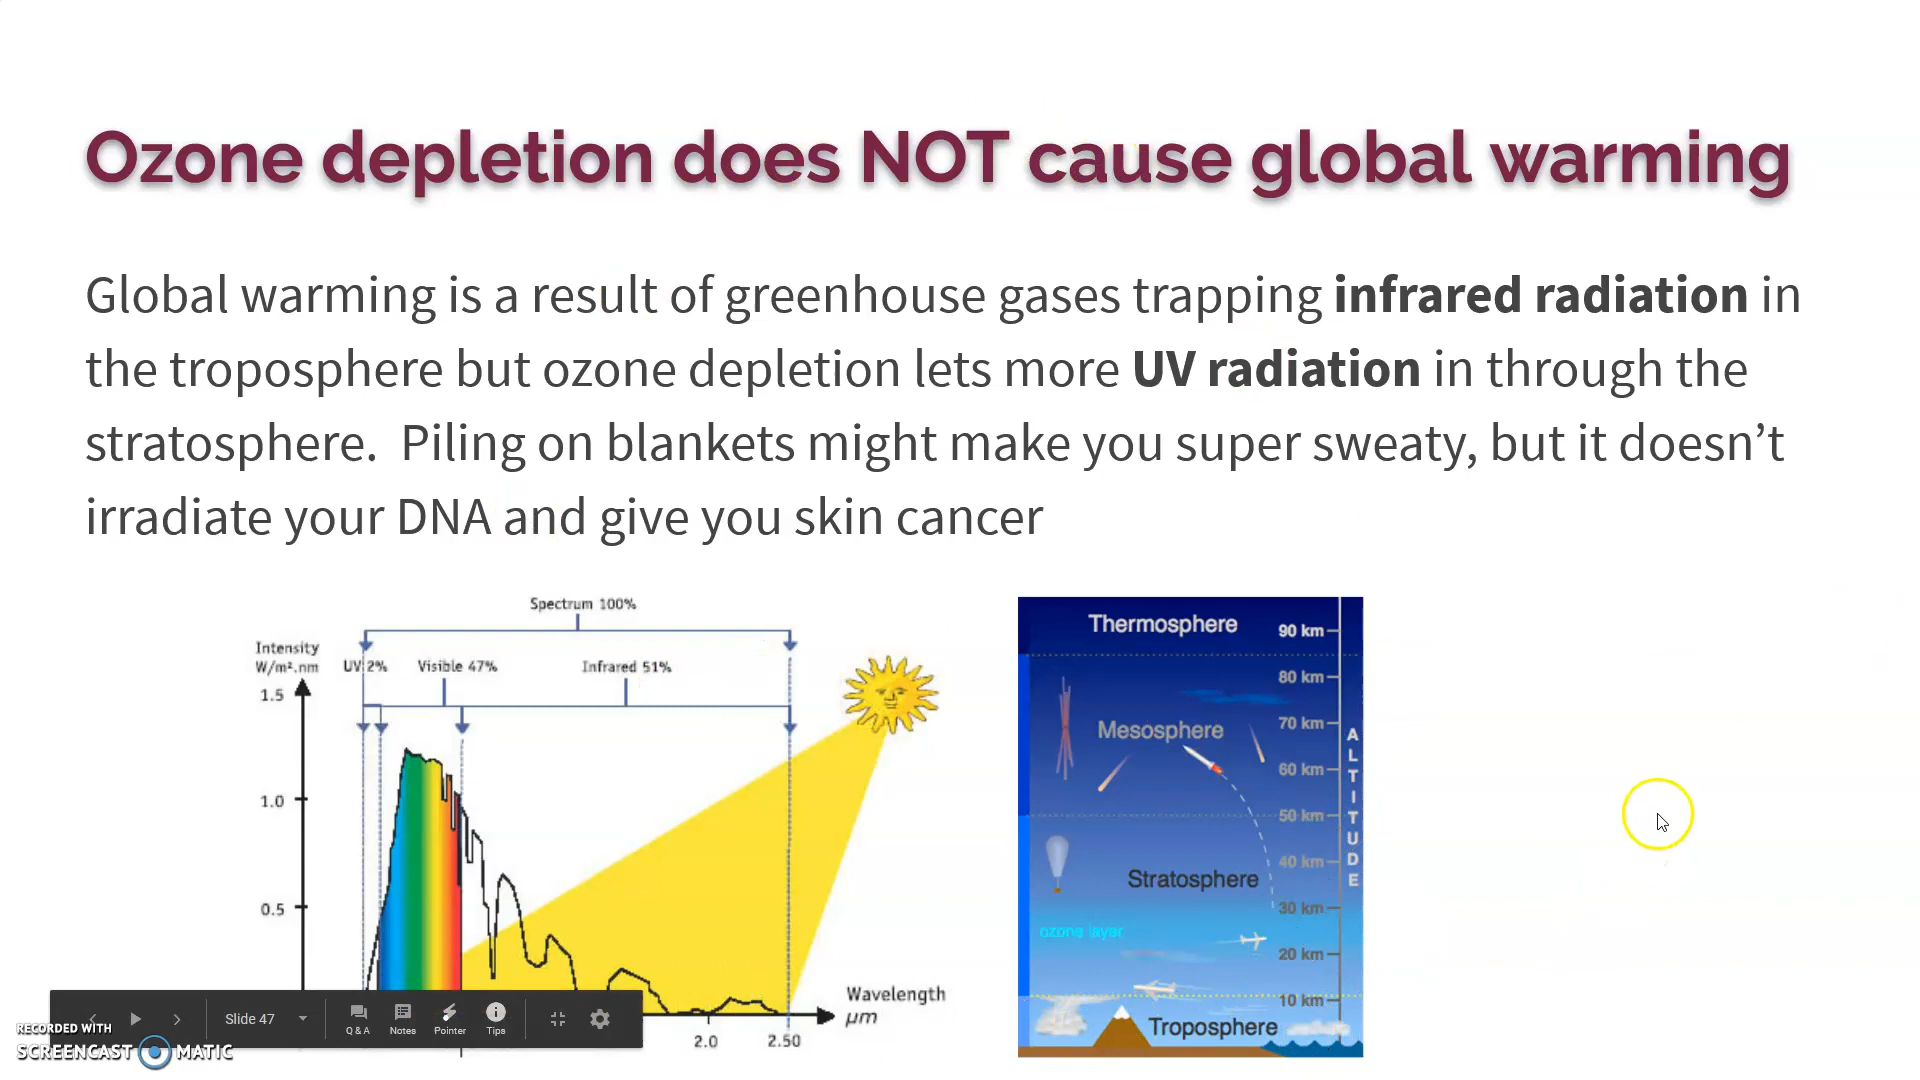 Ozone depletion does NOT cause global warming
Global warming is a result of greenhouse gases trapping infrared radiation in
the troposphere but ozone depletion lets more UV radiation in through the
stratosphere.  Piling on blankets might make you super sweaty, but it doesn’t
irradiate your DNA and give you skin cancer
Spectrum 100%
Intensity
W/m².nm
UV 2%
Visible 47%
Infrared 51%
1.5
1.0
0.5
Wavelength
µm
2.0
2.50
Thermosphere
90 km
80 km
Mesosphere
70 km
60 km
50 km
40 km
Stratosphere
30 km
ozone layer
20 km
10 km
Troposphere
ALTITUDE
Slide 47
Q & A
Notes
Pointer
Tips
RECORDED WITH
SCREENCAST MATIC